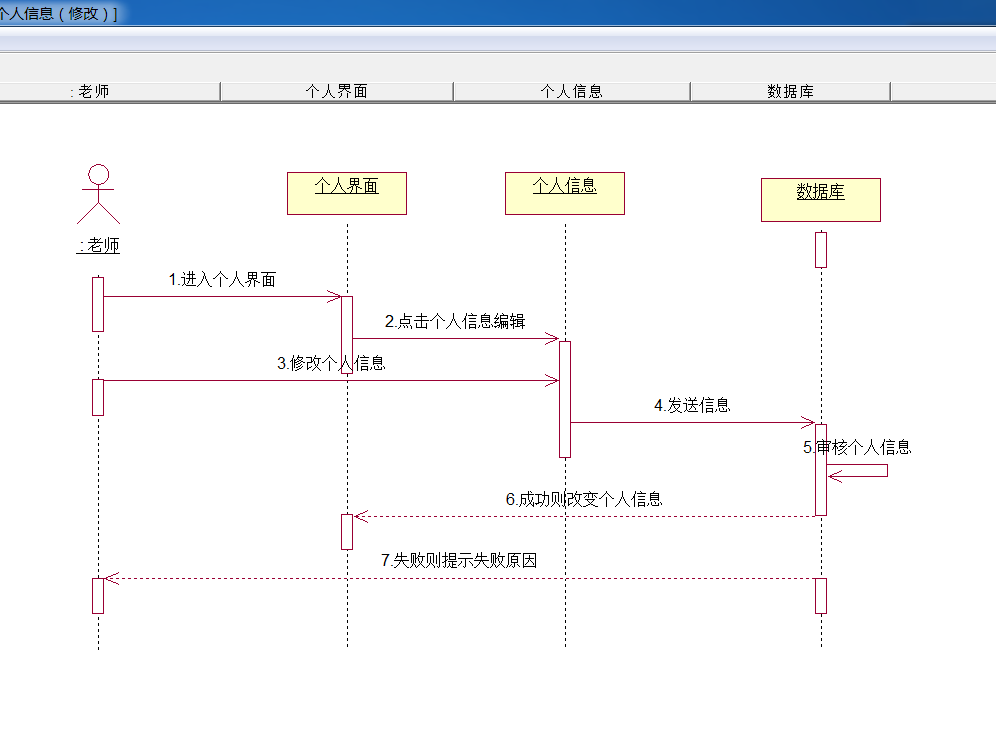 个人信息（修改）]
: 老师
个人界面
个人信息
数据库
个人界面
个人信息
数据库
: 老师
1.进入个人界面
2.点击个人信息编辑
3.修改个人信息
4.发送信息
5.审核个人信息
6.成功则改变个人信息
7.失败则提示失败原因